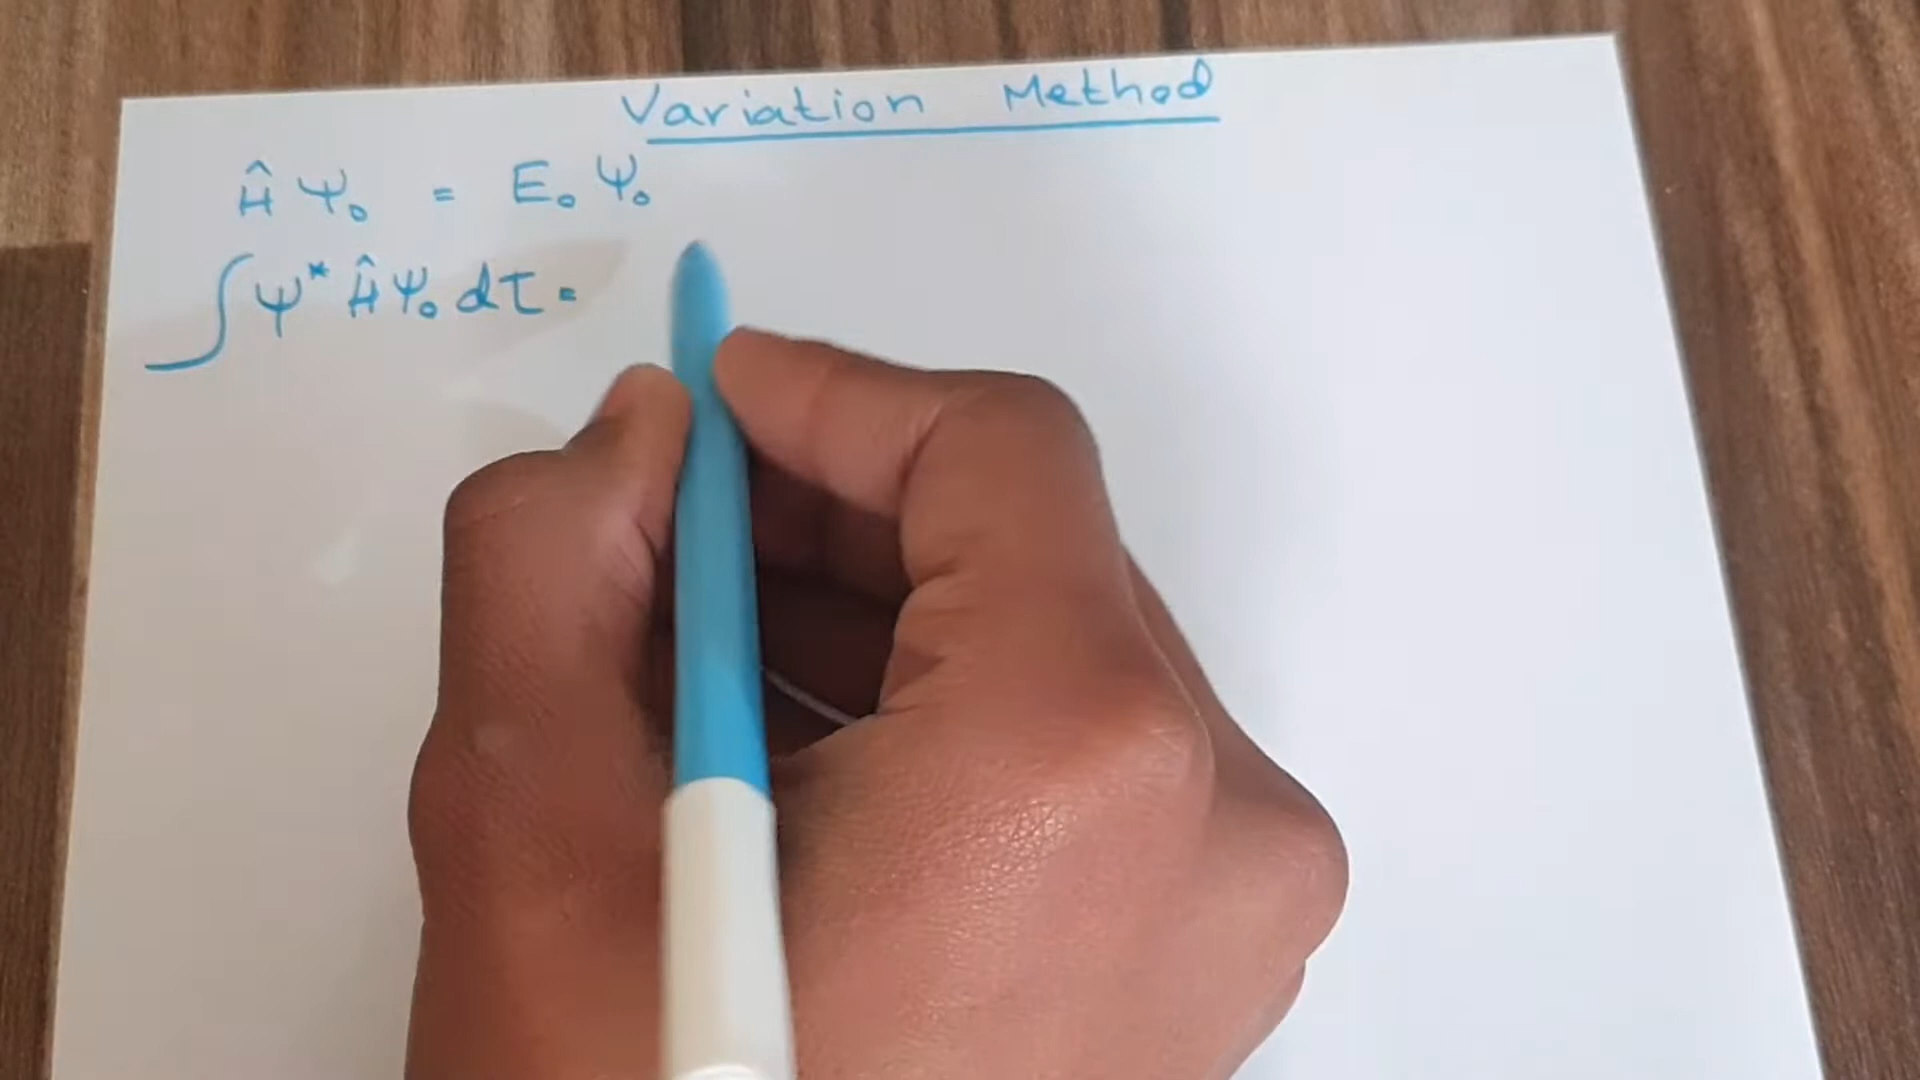 Variation Method
Ĥ Ψ₀ = E₀ Ψ₀
∫ Ψ* Ĥ Ψ₀ dτ =